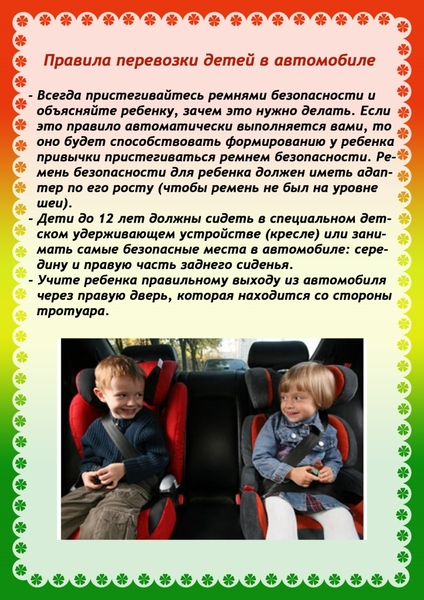 Правила перевозки детей в автомобиле
- Всегда пристегивайтесь ремнями безопасности и
объясняйте ребенку, зачем это нужно делать. Если
это правило автоматически выполняется вами, то
оно будет способствовать формированию у ребенка
привычки пристегиваться ремнем безопасности. Ре-
мень безопасности для ребенка должен иметь адап-
тер по его росту (чтобы ремень не был на уровне
шеи).
- Дети до 12 лет должны сидеть в специальном дет-
ском удерживающем устройстве (кресле) или зани-
мать самые безопасные места в автомобиле: сере-
дину и правую часть заднего сиденья.
- Учите ребенка правильному выходу из автомобиля
через правую дверь, которая находится со стороны
тротуара.